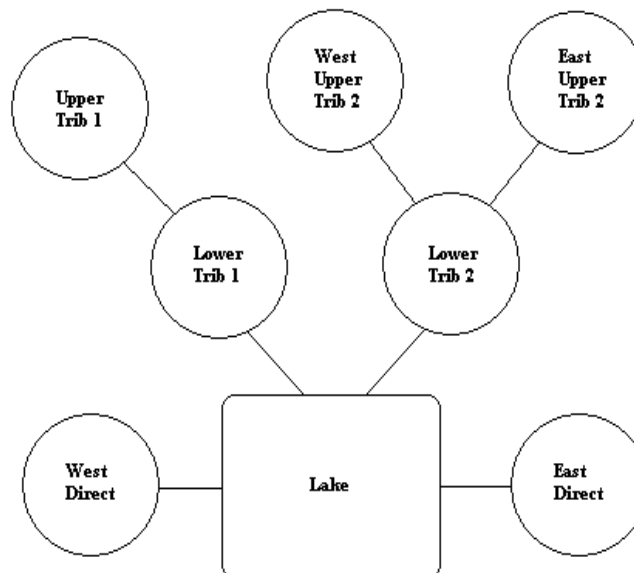 West
Upper
Trib 2
East
Upper
Trib 2
Upper
Trib 1
Lower
Trib 1
Lower
Trib 2
West
Direct
Lake
East
Direct